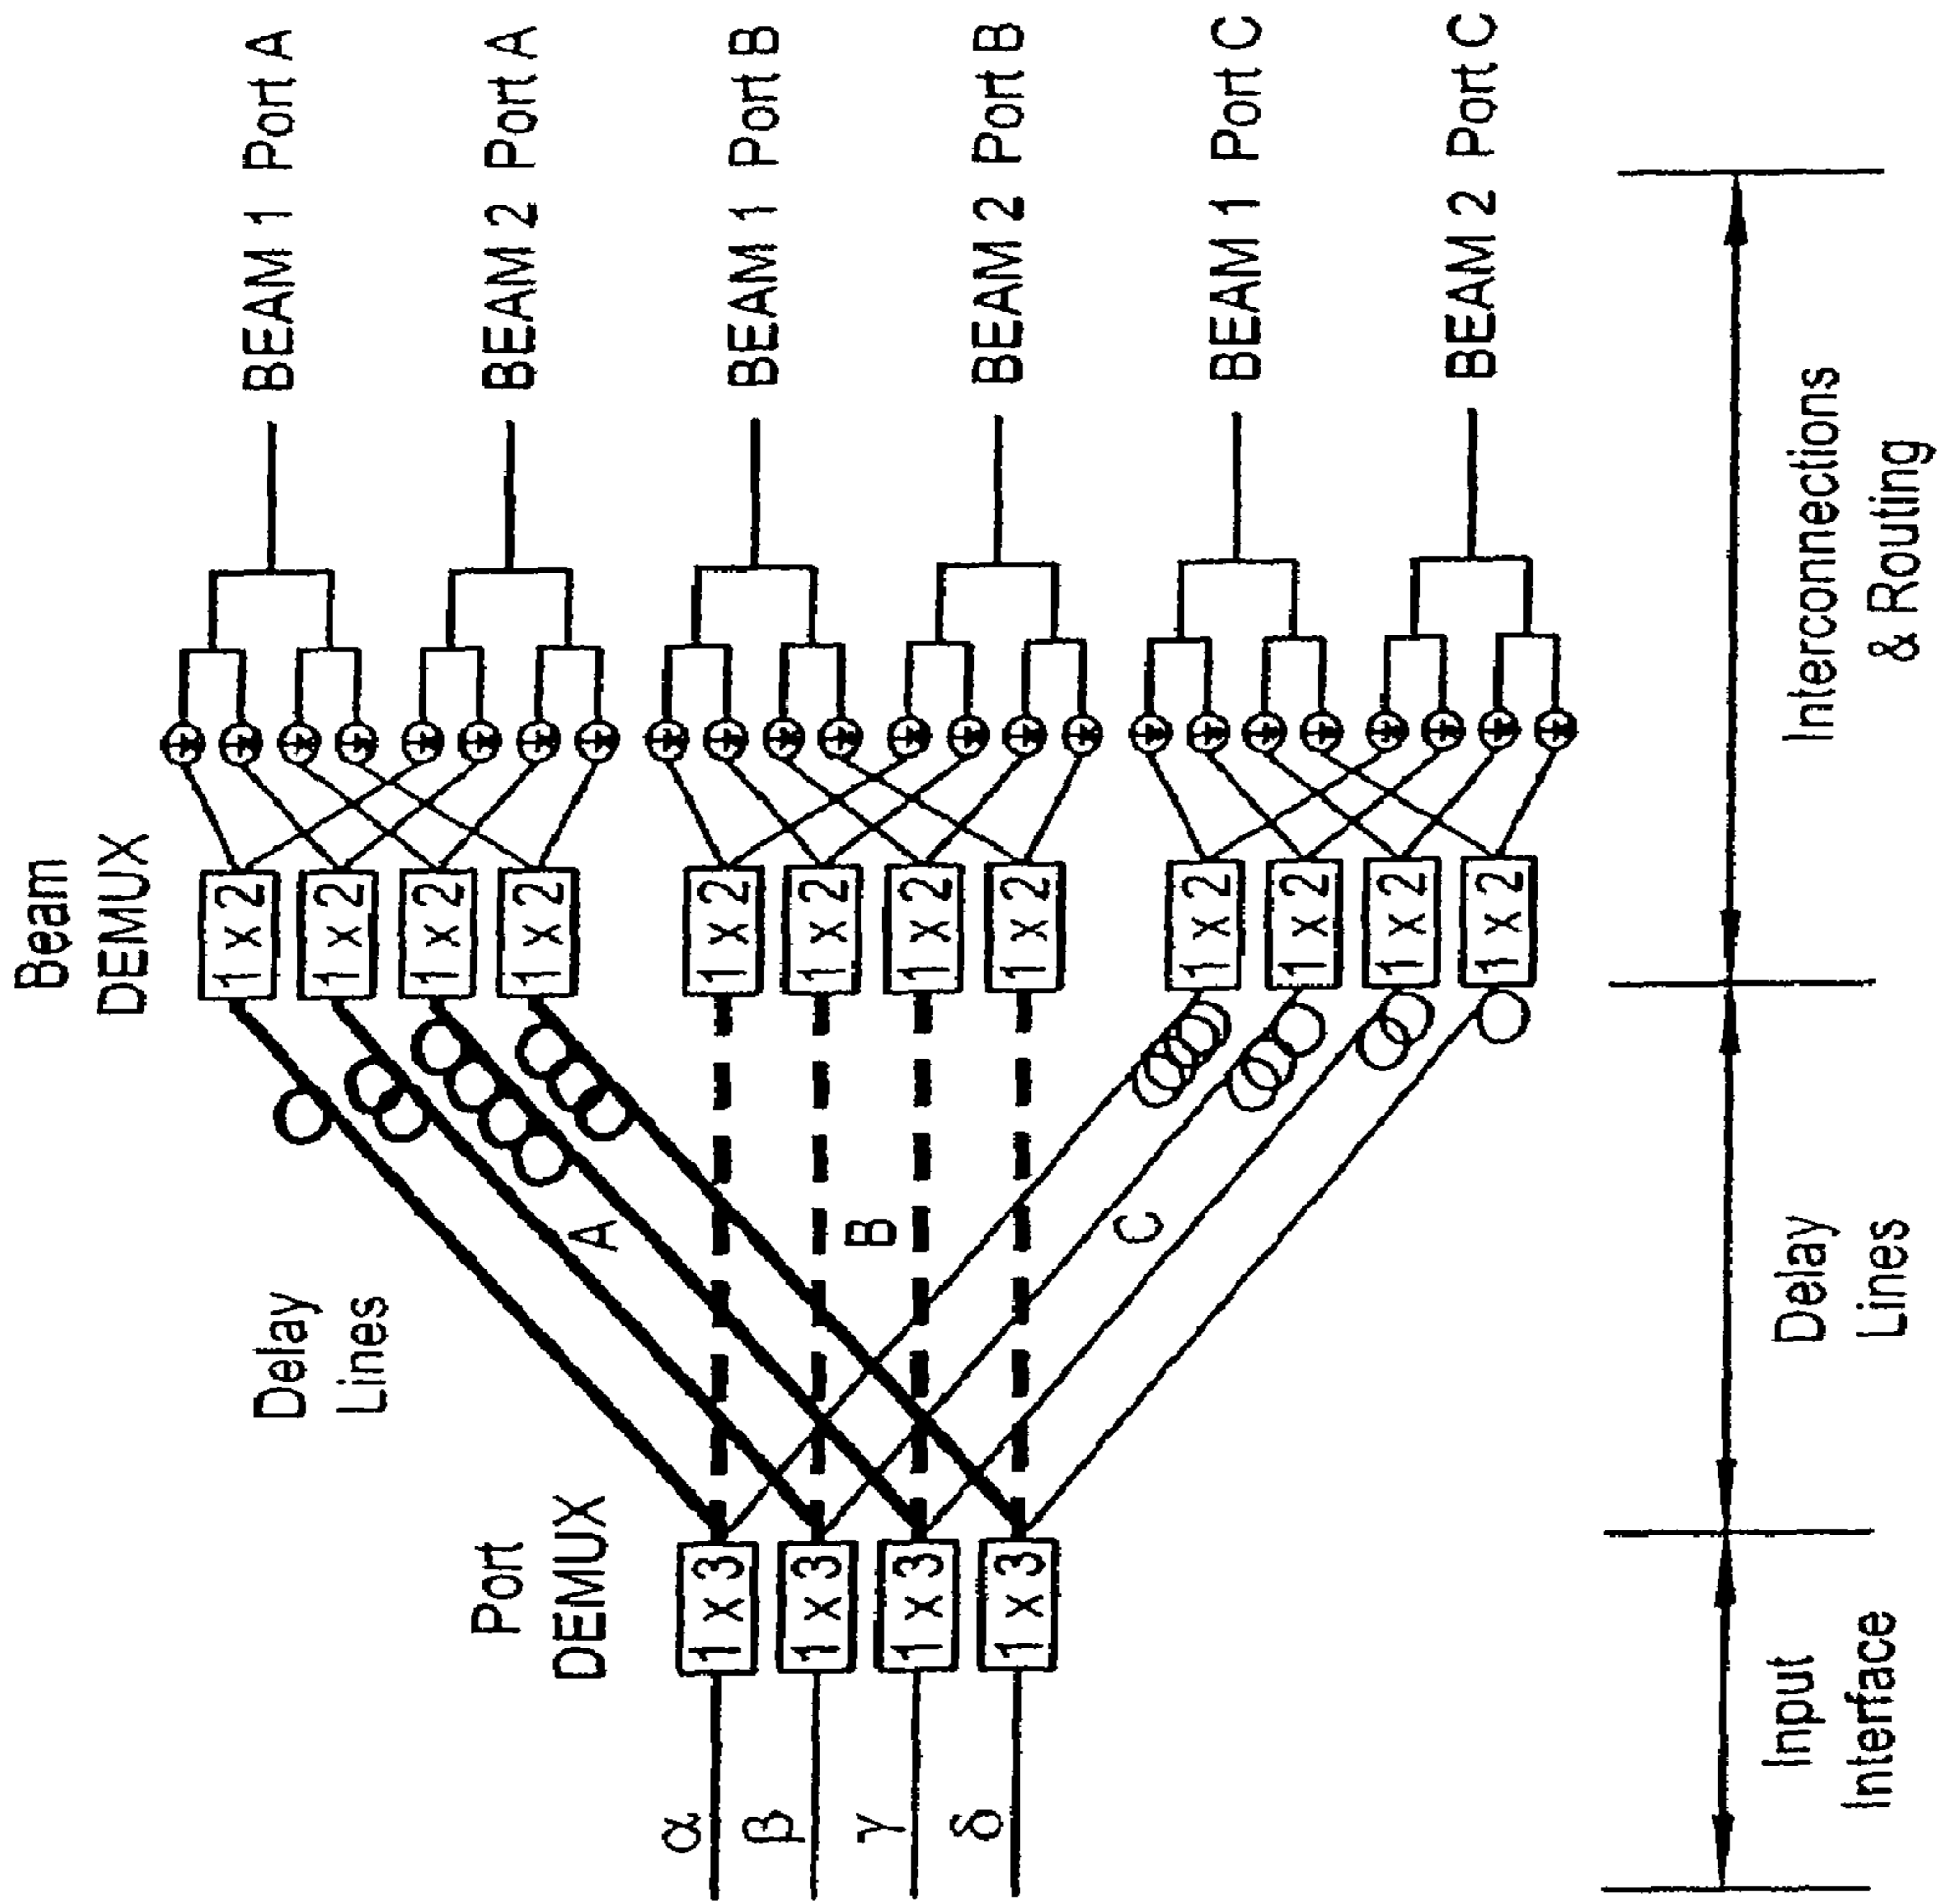 Beam
DEMUX
Delay
Lines
Port
DEMUX
α
β
γ
δ
1 x 3
1 x 3
1 x 3
1 x 3
A
B
C
1 x 2
1 x 2
1 x 2
1 x 2
1 x 2
1 x 2
1 x 2
1 x 2
1 x 2
1 x 2
1 x 2
1 x 2
BEAM 1 Port A
BEAM 2 Port A
BEAM 1 Port B
BEAM 2 Port B
BEAM 1 Port C
BEAM 2 Port C
Input
Interface
Delay
Lines
Interconnections
& Routing